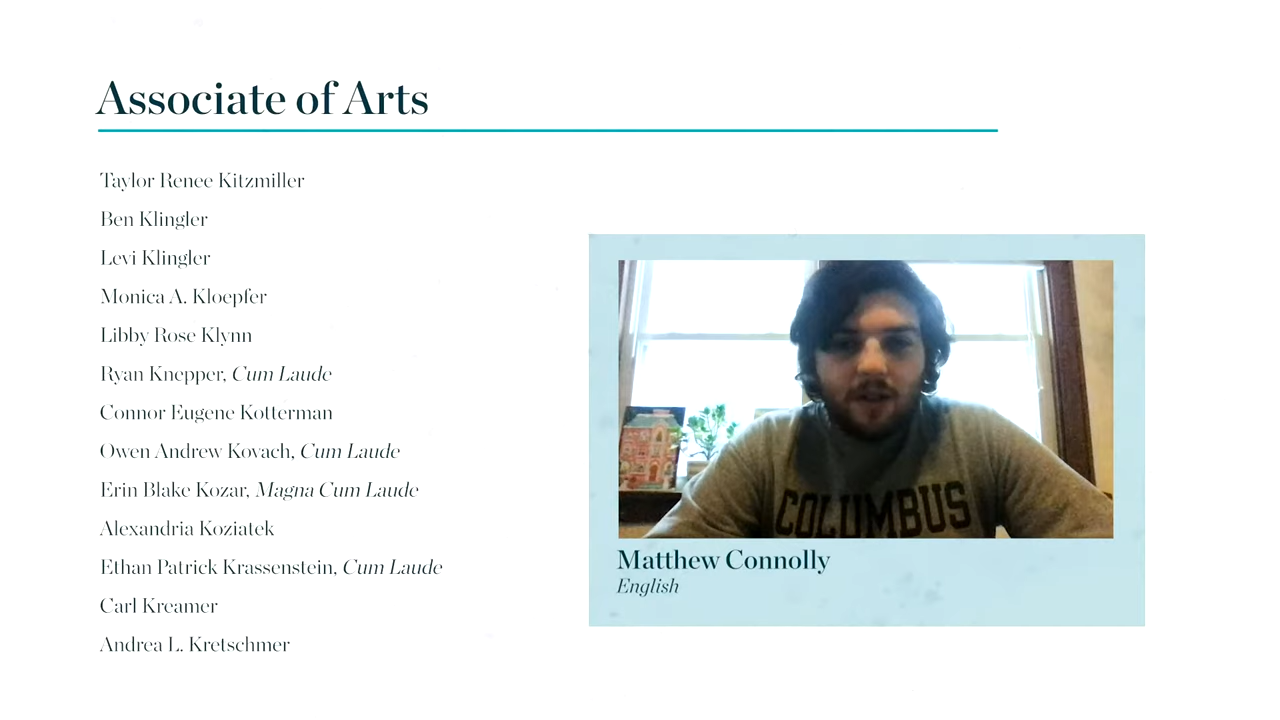 Associate of Arts
Taylor Renee Kitzmiller
Ben Klingler
Levi Klingler
Monica A. Kloepfer
Libby Rose Klynn
Ryan Knepper, Cum Laude
Connor Eugene Kotterman
Owen Andrew Kovach, Cum Laude
Erin Blake Kozar, Magna Cum Laude
Alexandria Koziatek
Ethan Patrick Krassenstein, Cum Laude
Carl Kreamer
Andrea L. Kretschmer
COLUMBUS
Matthew Connolly
English